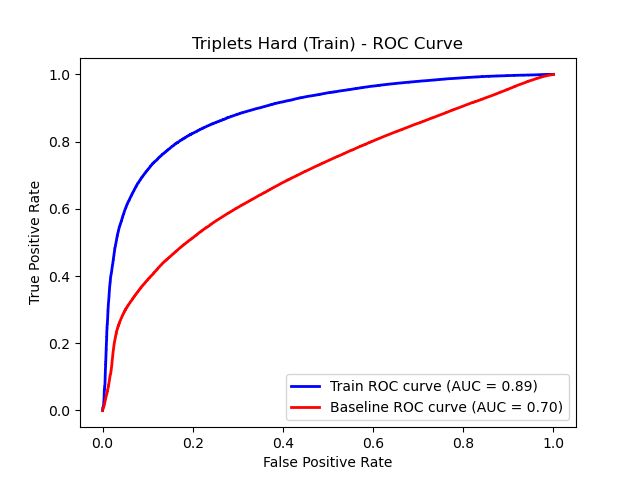 Triplets Hard (Train) - ROC Curve
True Positive Rate
1.0
0.8
0.6
0.4
0.2
0.0
Train ROC curve (AUC = 0.89)
Baseline ROC curve (AUC = 0.70)
0.0 0.2 0.4 0.6 0.8 1.0
False Positive Rate